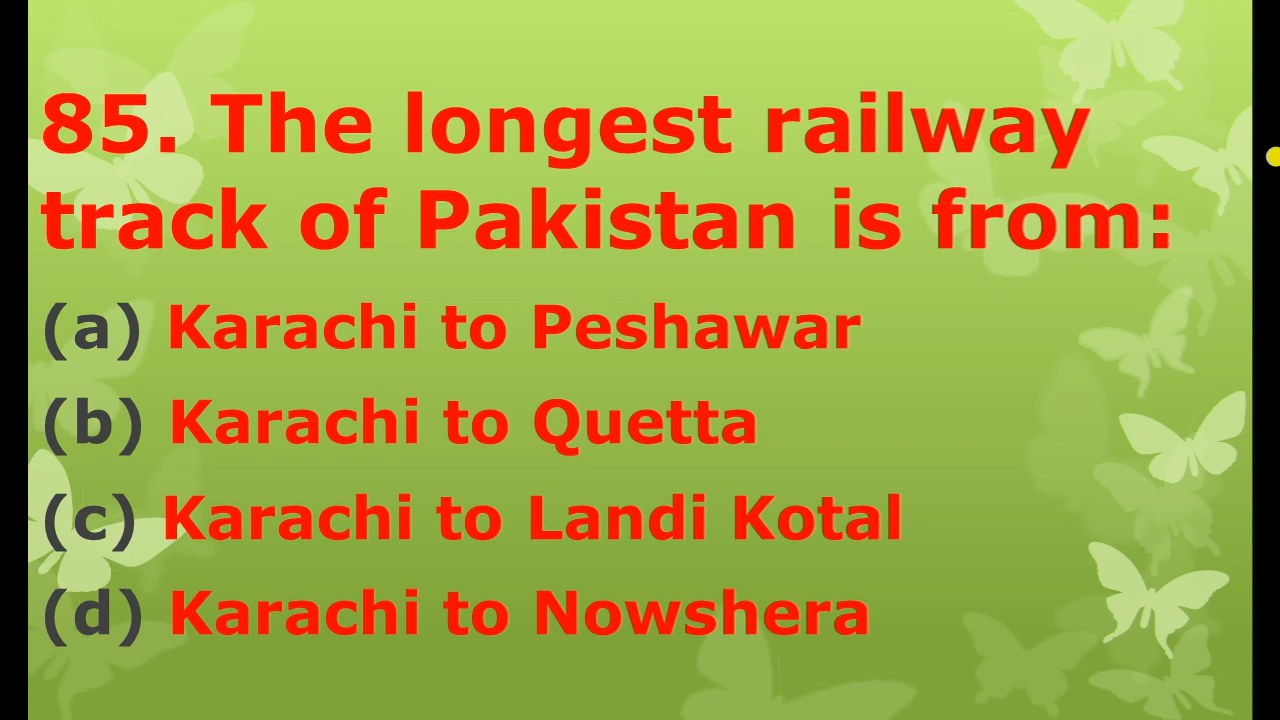 85. The longest railway
track of Pakistan is from:
(a) Karachi to Peshawar
(b) Karachi to Quetta
(c) Karachi to Landi Kotal
(d) Karachi to Nowshera